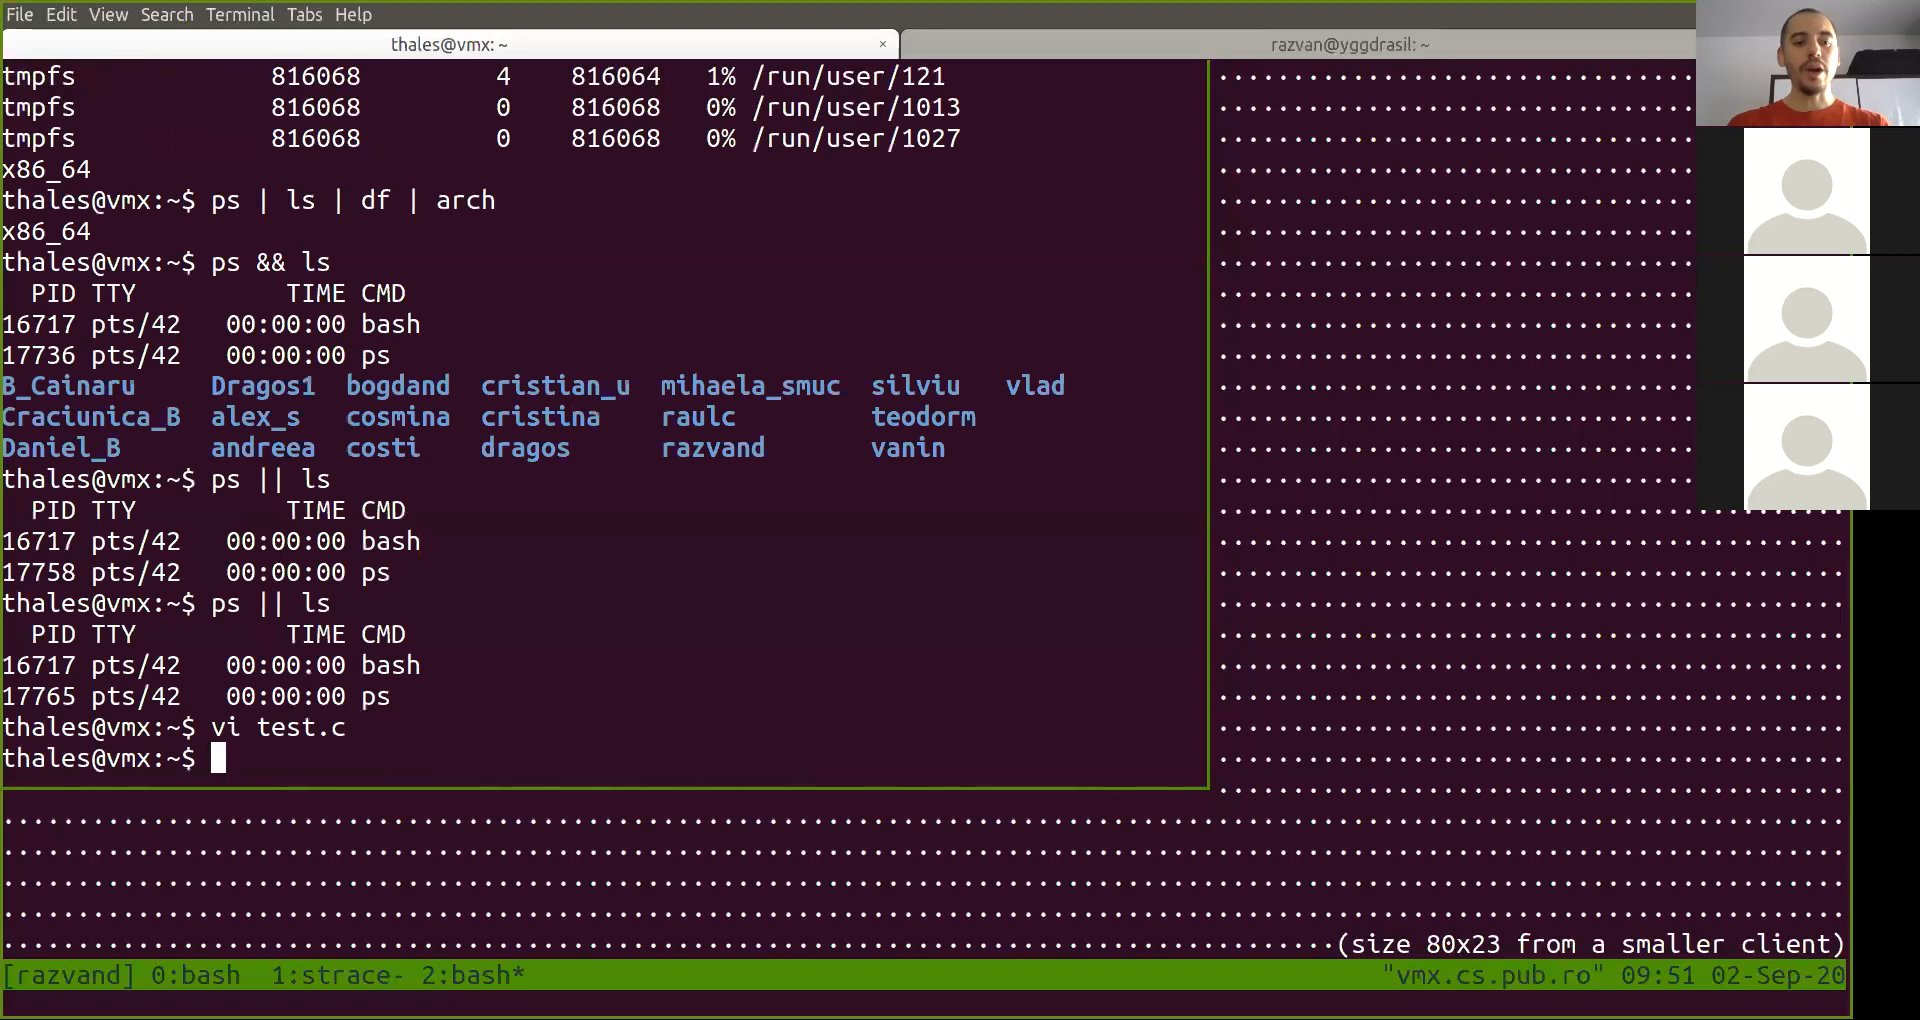 File Edit View Search Terminal Tabs Help
thales@vmx: ~ × razvan@yggdrasil: ~
tmpfs 816068 4 816064 1% /run/user/121
tmpfs 816068 0 816068 0% /run/user/1013
tmpfs 816068 0 816068 0% /run/user/1027
x86_64
thales@vmx:~$ ps | ls | df | arch
x86_64
thales@vmx:~$ ps && ls
PID TTY TIME CMD
16717 pts/42 00:00:00 bash
17736 pts/42 00:00:00 ps
B_Cainaru Dragos1 bogdand cristian_u mihaela_smuc silviu vlad
Craciunica_B alex_s cosmina cristina raulc teodorm
Daniel_B andreea costi dragos razvand vanin
thales@vmx:~$ ps || ls
PID TTY TIME CMD
16717 pts/42 00:00:00 bash
17758 pts/42 00:00:00 ps
thales@vmx:~$ ps || ls
PID TTY TIME CMD
16717 pts/42 00:00:00 bash
17765 pts/42 00:00:00 ps
thales@vmx:~$ vi test.c
thales@vmx:~$
(size 80x23 from a smaller client)
[razvand] 0:bash 1:strace- 2:bash* "vmx.cs.pub.ro" 09:51 02-Sep-20